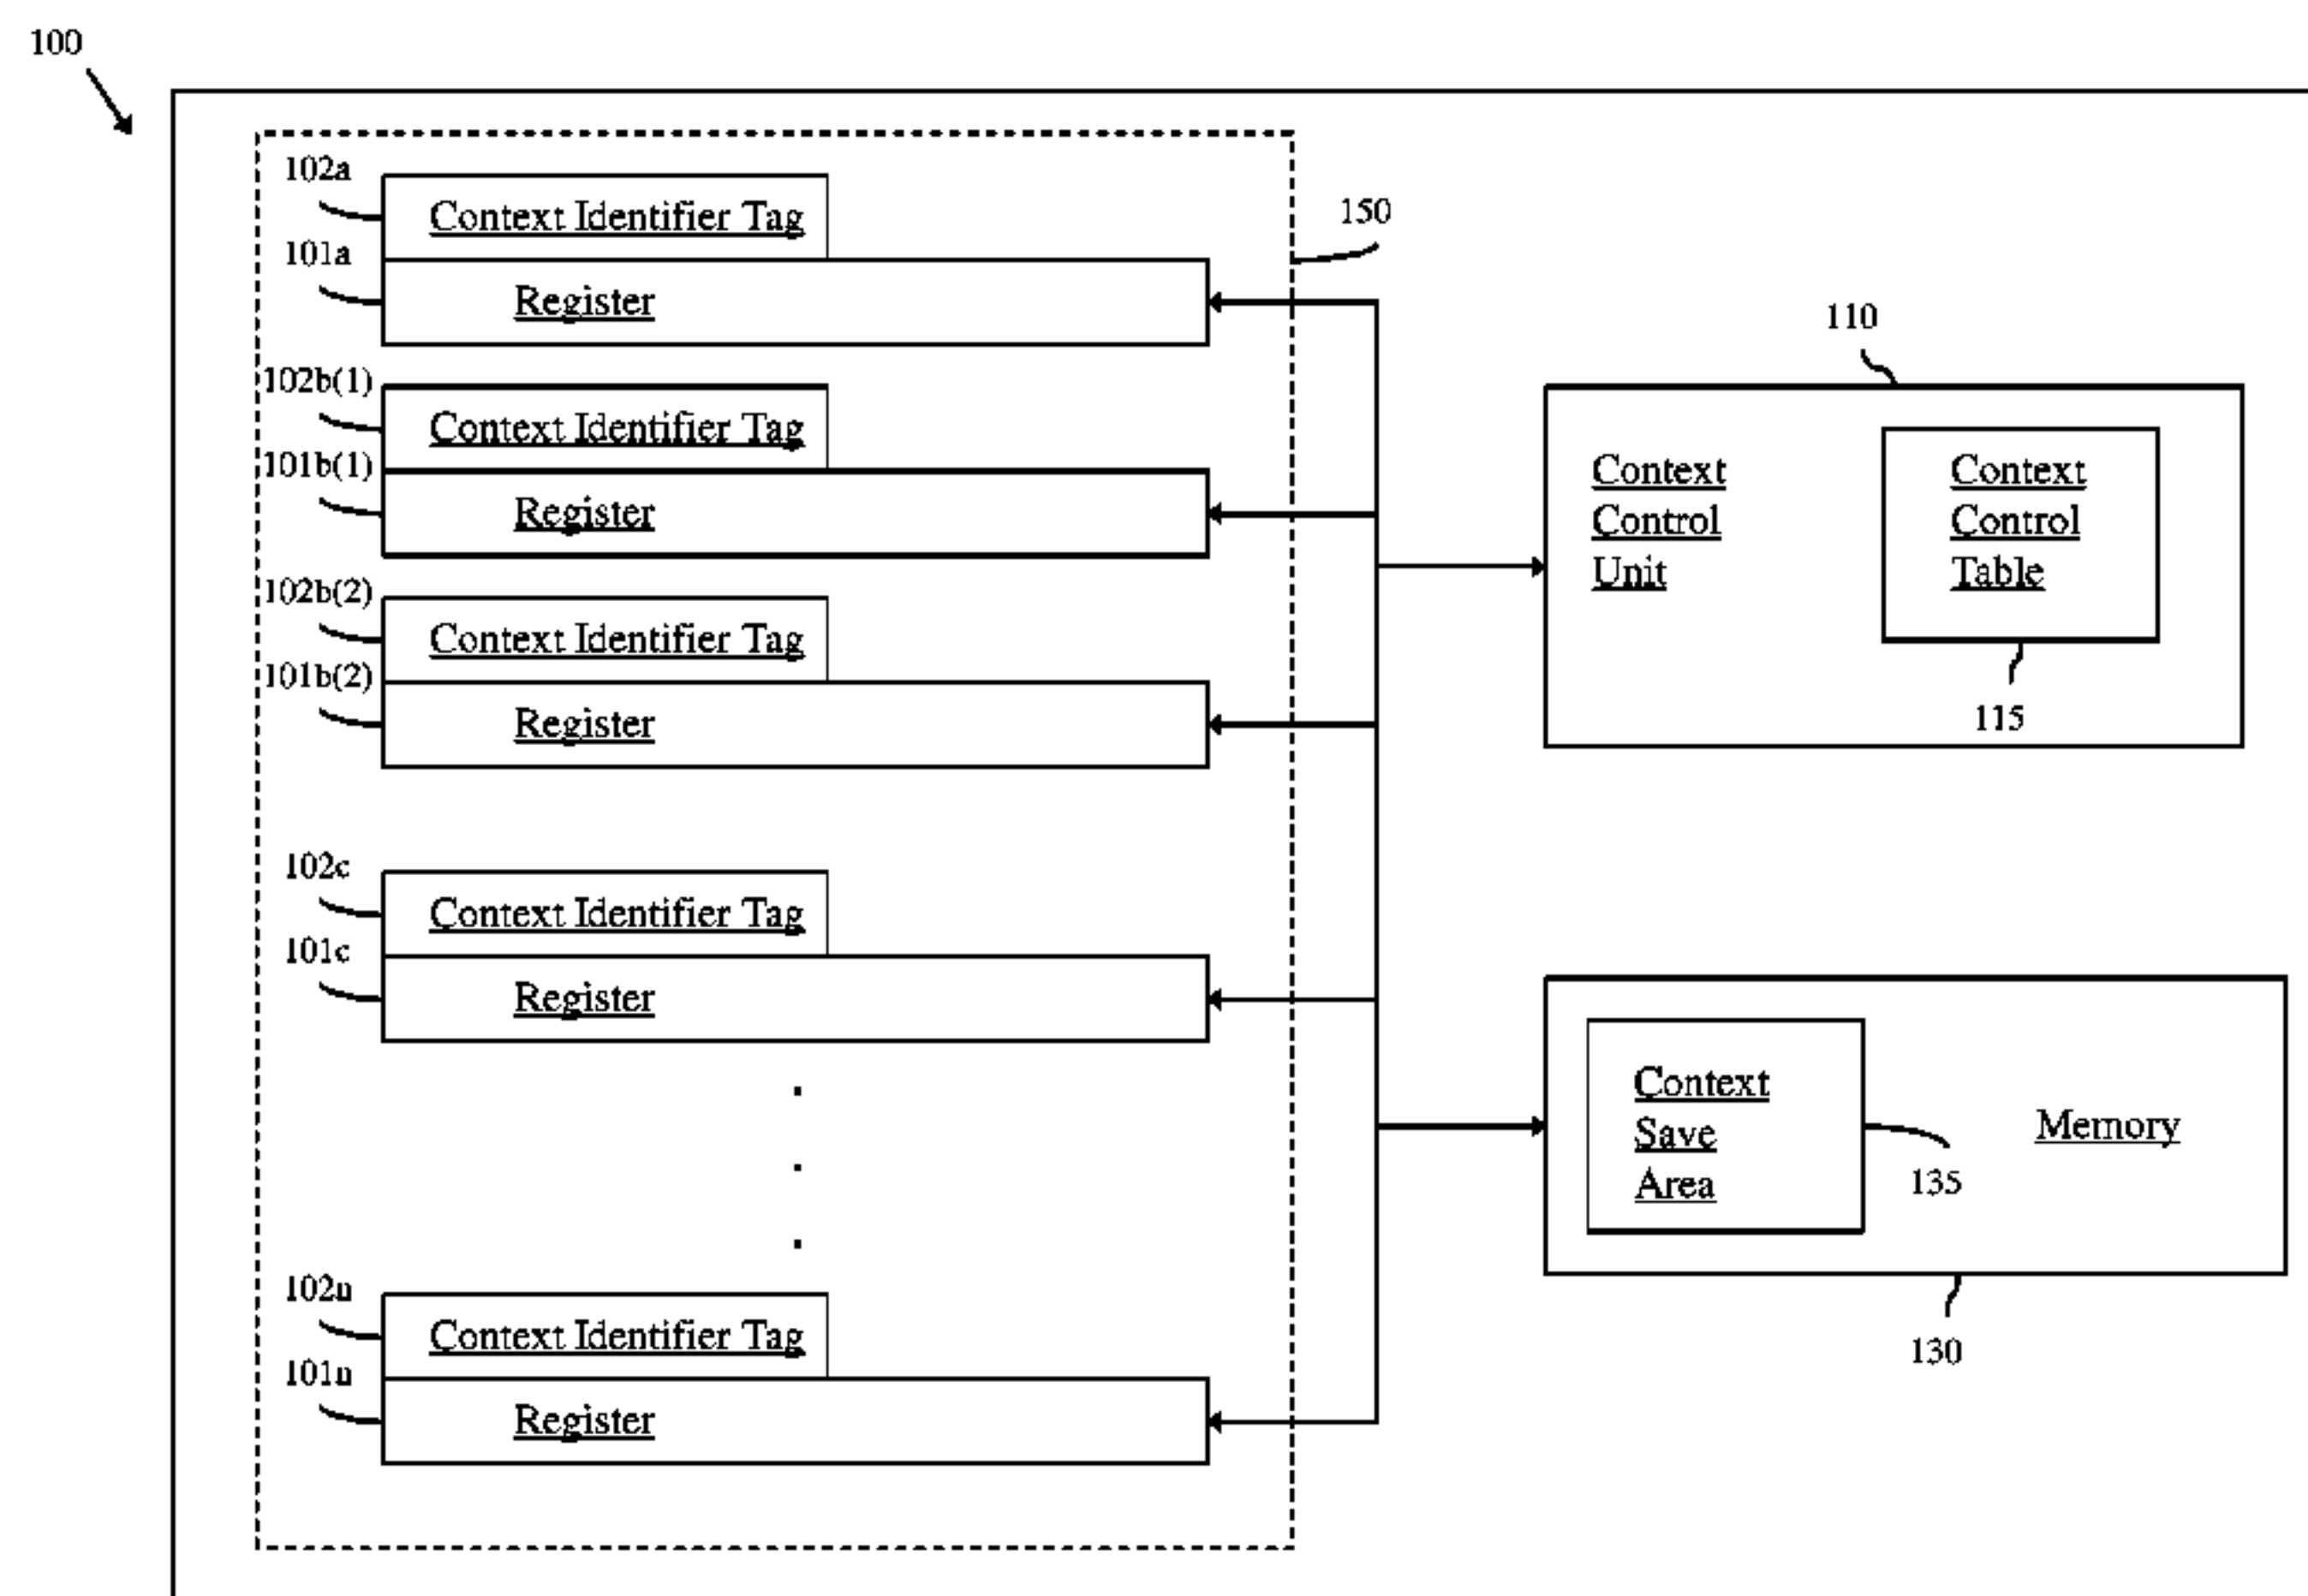 100
102a
Context Identifier Tag
101a
Register
150
102b(1)
Context Identifier Tag
101b(1)
Register
102b(2)
Context Identifier Tag
101b(2)
Register
102c
Context Identifier Tag
101c
Register
.
.
.
102n
Context Identifier Tag
101n
Register
110
Context
Control
Unit
Context
Control
Table
115
Context
Save
Area
135
Memory
130